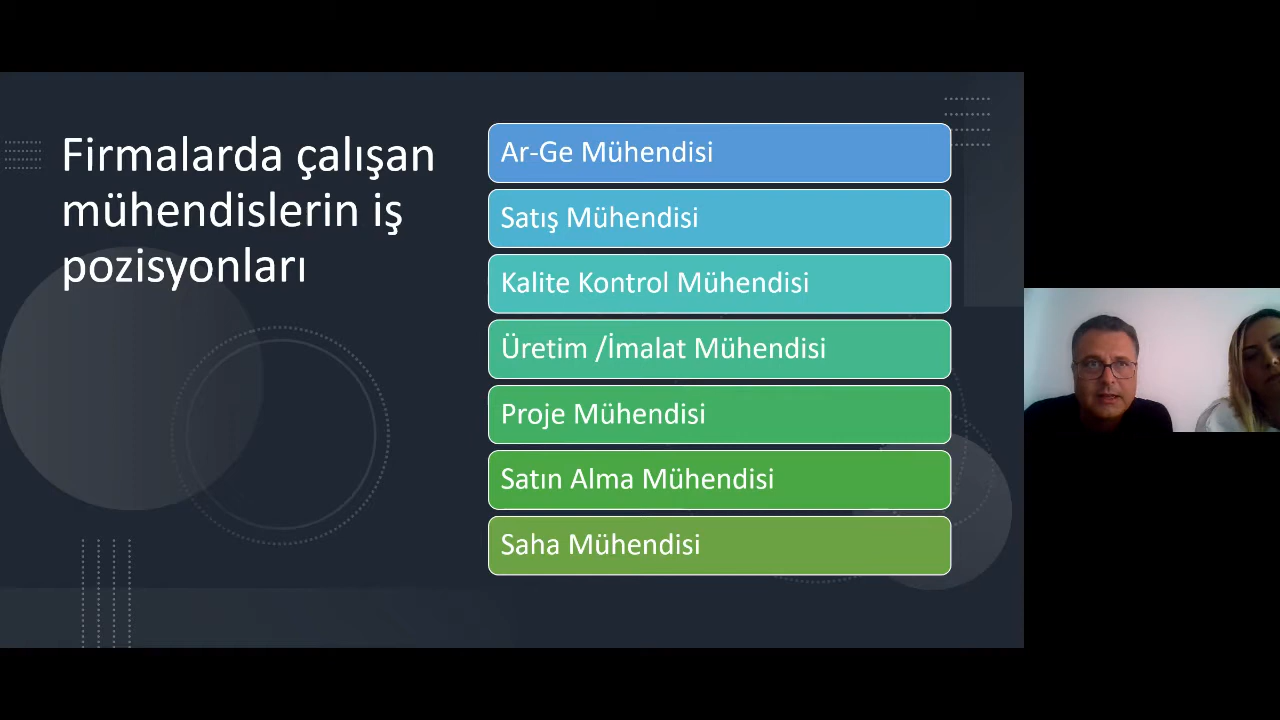 Firmalarda çalışan
mühendislerin iş
pozisyonları
Ar-Ge Mühendisi
Satış Mühendisi
Kalite Kontrol Mühendisi
Üretim /İmalat Mühendisi
Proje Mühendisi
Satın Alma Mühendisi
Saha Mühendisi